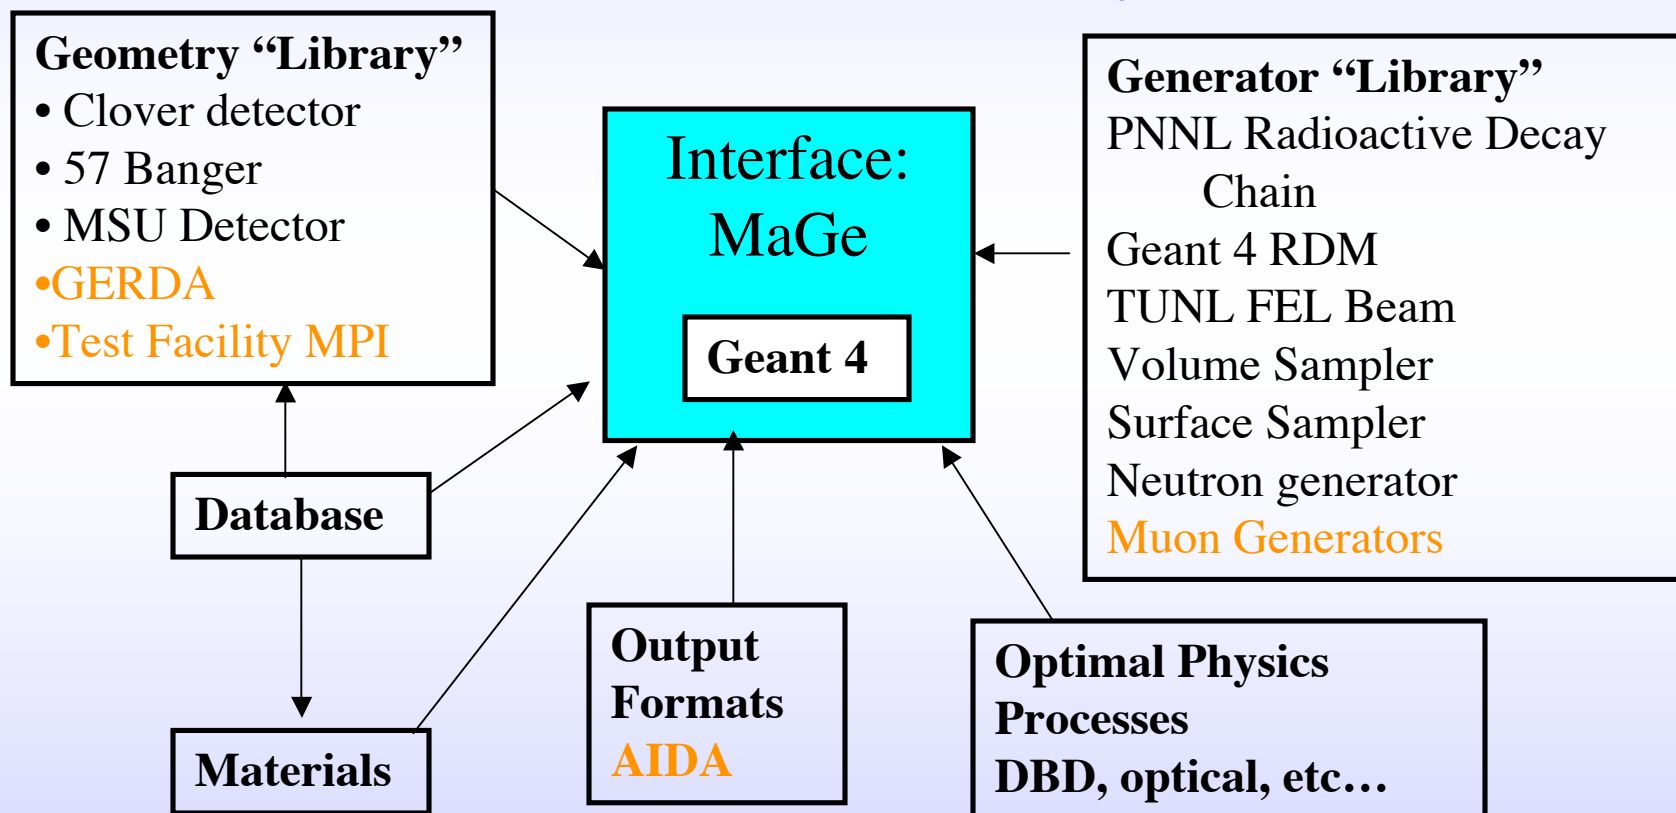 Geometry “Library”
• Clover detector
• 57 Banger
• MSU Detector
•GERDA
•Test Facility MPI
Interface:
MaGe
Geant 4
Generator “Library”
PNNL Radioactive Decay
Chain
Geant 4 RDM
TUNL FEL Beam
Volume Sampler
Surface Sampler
Neutron generator
Muon Generators
Database
Materials
Output
Formats
AIDA
Optimal Physics
Processes
DBD, optical, etc…